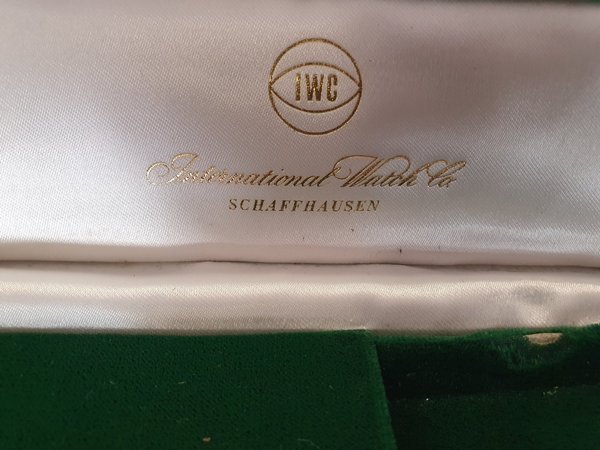 IWC
International Watch Co.
SCHAFFHAUSEN